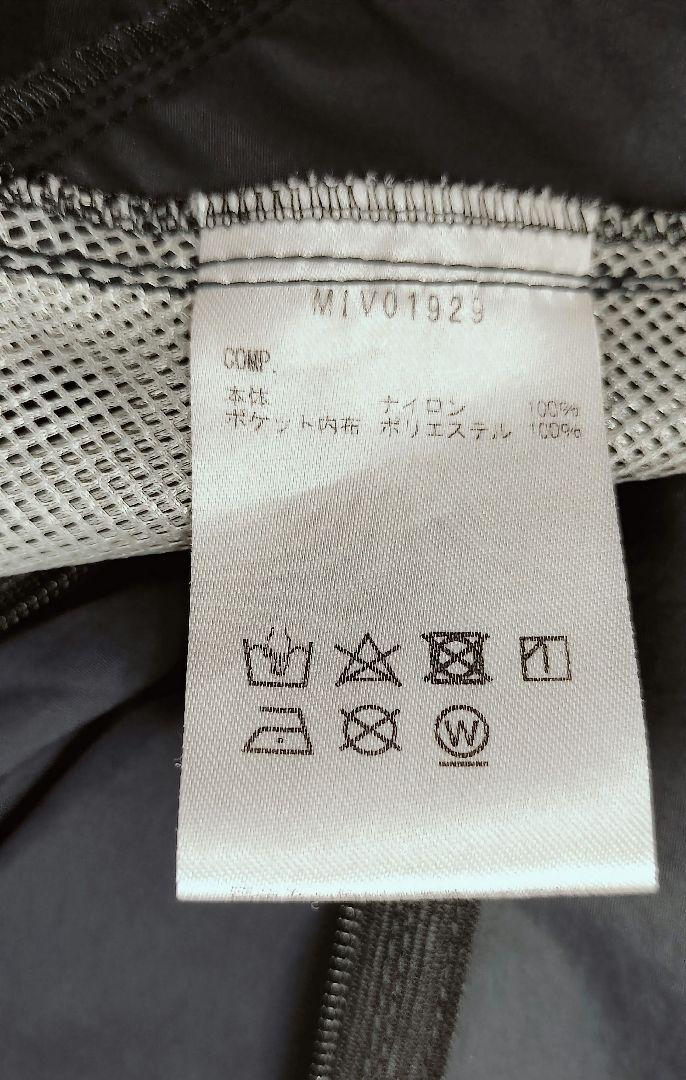 MIV01929
COMP.
本体 ナイロン 100%
ポケット内布 ポリエステル 100%
W